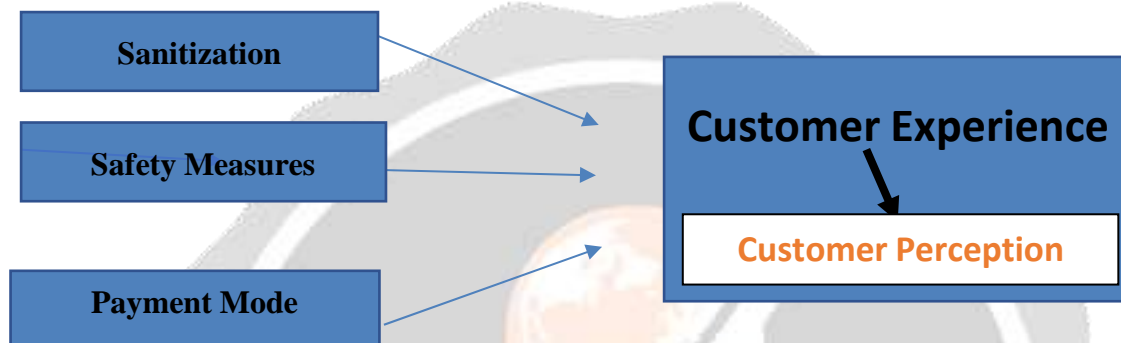 Sanitization
Safety Measures
Payment Mode
Customer Experience
Customer Perception